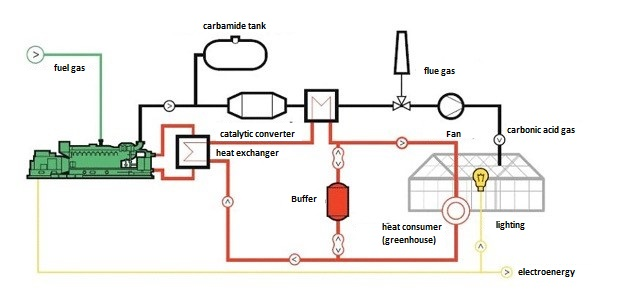 carbamide tank
fuel gas
flue gas
catalytic converter
Fan
carbonic acid gas
heat exchanger
Buffer
heat consumer
(greenhouse)
lighting
electroenergy